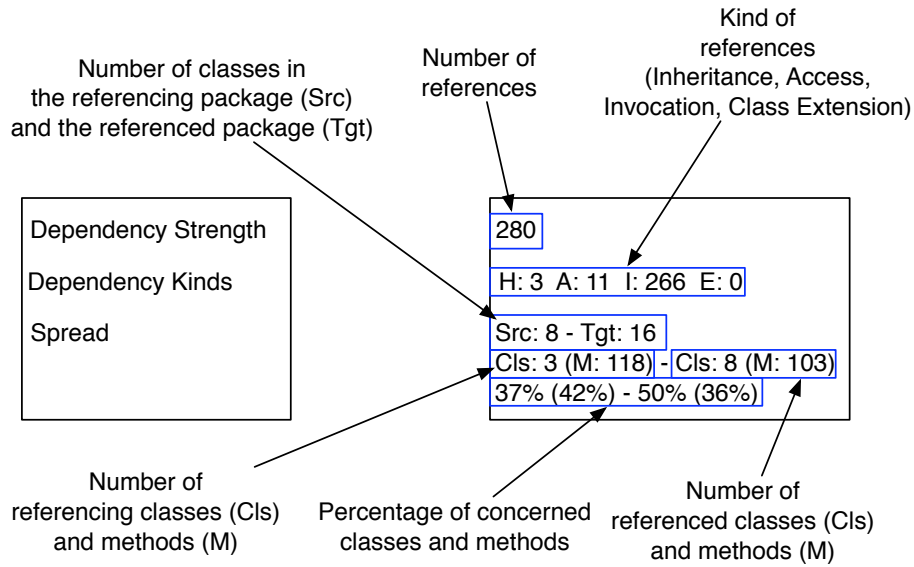 Kind of
references
(Inheritance, Access,
Invocation, Class Extension)
Number of
references
Number of classes in
the referencing package (Src)
and the referenced package (Tgt)
Dependency Strength
Dependency Kinds
Spread
280
H: 3 A: 11 I: 266 E: 0
Src: 8 - Tgt: 16
Cls: 3 (M: 118) - Cls: 8 (M: 103)
37% (42%) - 50% (36%)
Number of
referencing classes (Cls)
and methods (M)
Percentage of concerned
classes and methods
Number of
referenced classes (Cls)
and methods (M)